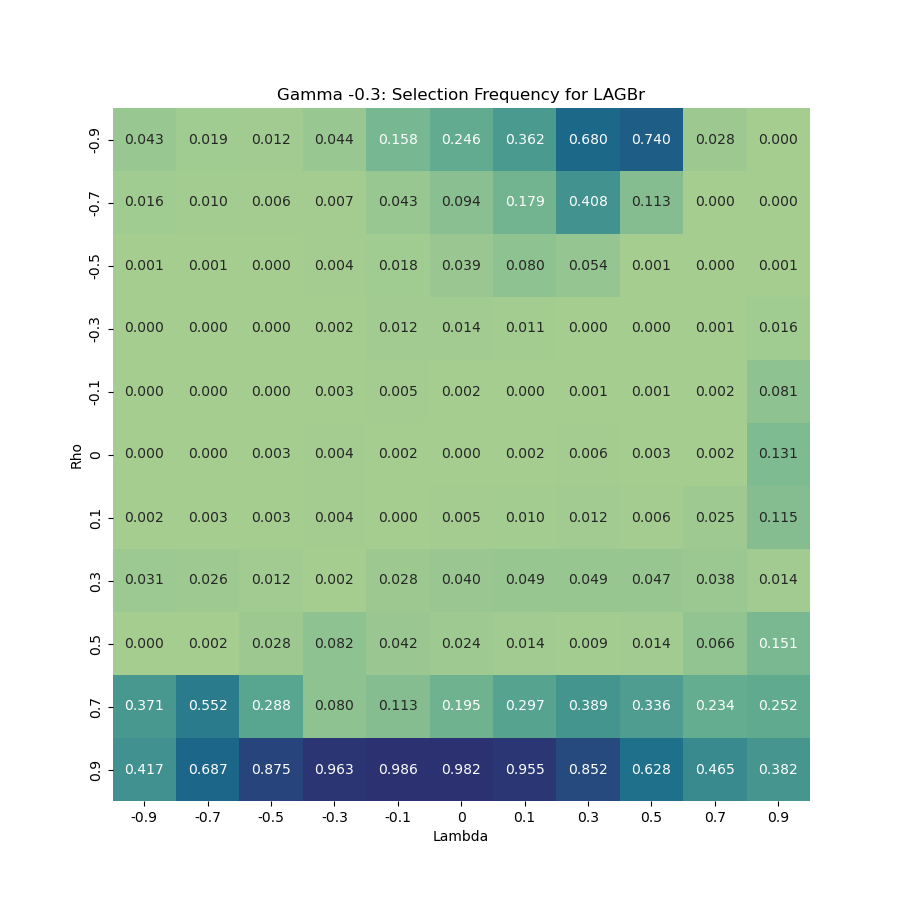 Gamma -0.3: Selection Frequency for LAGBr
-0.9 0.043 0.019 0.012 0.044 0.158 0.246 0.362 0.680 0.740 0.028 0.000
-0.7 0.016 0.010 0.006 0.007 0.043 0.094 0.179 0.408 0.113 0.000 0.000
-0.5 0.001 0.001 0.000 0.004 0.018 0.039 0.080 0.054 0.001 0.000 0.001
-0.3 0.000 0.000 0.000 0.002 0.012 0.014 0.011 0.000 0.000 0.001 0.016
-0.1 0.000 0.000 0.000 0.003 0.005 0.002 0.000 0.001 0.001 0.002 0.081
Rho
0 0.000 0.000 0.003 0.004 0.002 0.000 0.002 0.006 0.003 0.002 0.131
0.1 0.002 0.003 0.003 0.004 0.000 0.005 0.010 0.012 0.006 0.025 0.115
0.3 0.031 0.026 0.012 0.002 0.028 0.040 0.049 0.049 0.047 0.038 0.014
0.5 0.000 0.002 0.028 0.082 0.042 0.024 0.014 0.009 0.014 0.066 0.151
0.7 0.371 0.552 0.288 0.080 0.113 0.195 0.297 0.389 0.336 0.234 0.252
0.9 0.417 0.687 0.875 0.963 0.986 0.982 0.955 0.852 0.628 0.465 0.382
-0.9 -0.7 -0.5 -0.3 -0.1 0 0.1 0.3 0.5 0.7 0.9
Lambda